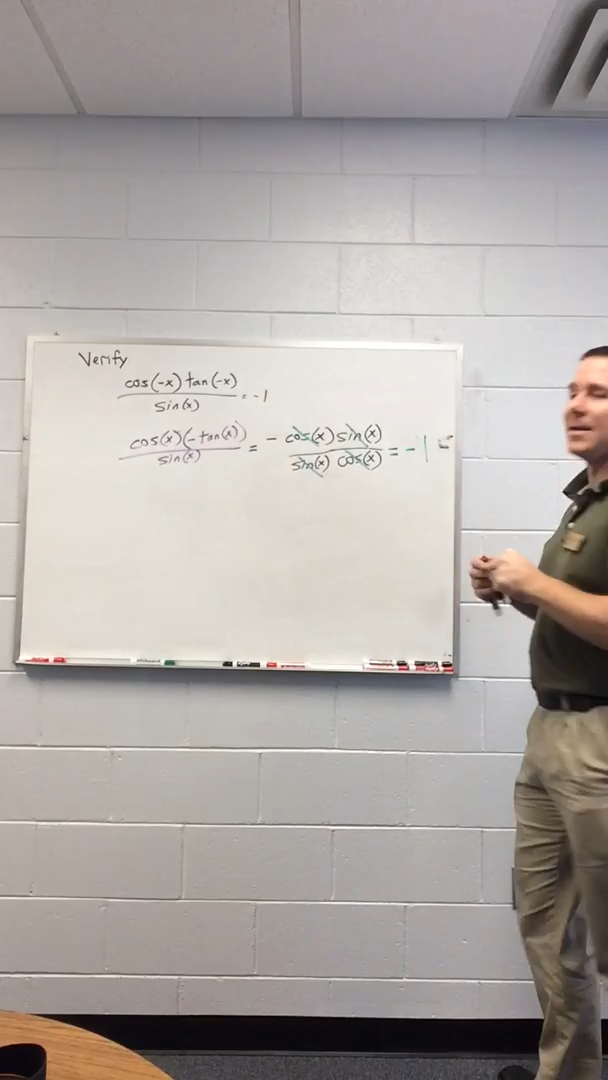 Verify
cos(-x) tan(-x) / sin(x) = -1
cos(x)(-tan(x)) / sin(x) = - cos(x) sin(x) / sin(x) cos(x) = -1